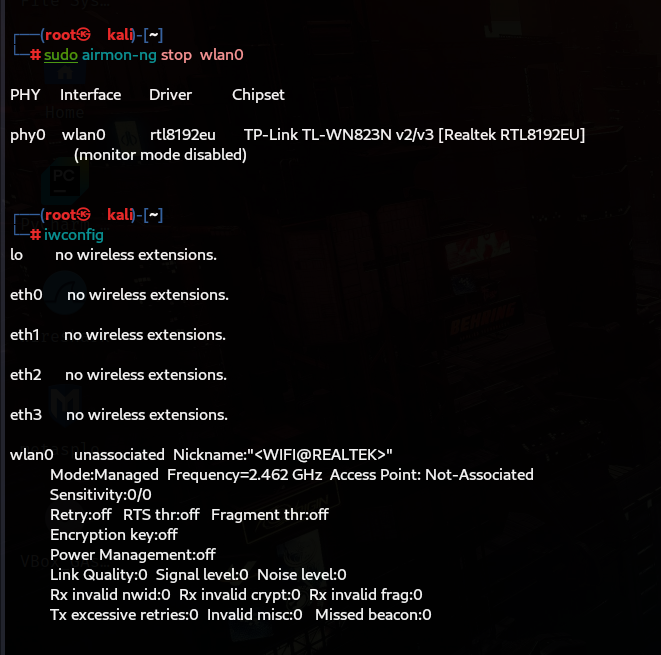 ┌──(root㉿kali)-[~]
└─# sudo airmon-ng stop wlan0
PHY Interface Driver Chipset
phy0 wlan0 rtl8192eu TP-Link TL-WN823N v2/v3 [Realtek RTL8192EU]
(monitor mode disabled)
┌──(root㉿kali)-[~]
└─# iwconfig
lo no wireless extensions.
eth0 no wireless extensions.
eth1 no wireless extensions.
eth2 no wireless extensions.
eth3 no wireless extensions.
wlan0 unassociated Nickname:"<WIFI@REALTEK>"
Mode:Managed Frequency=2.462 GHz Access Point: Not-Associated
Sensitivity:0/0
Retry:off RTS thr:off Fragment thr:off
Encryption key:off
Power Management:off
Link Quality:0 Signal level:0 Noise level:0
Rx invalid nwid:0 Rx invalid crypt:0 Rx invalid frag:0
Tx excessive retries:0 Invalid misc:0 Missed beacon:0